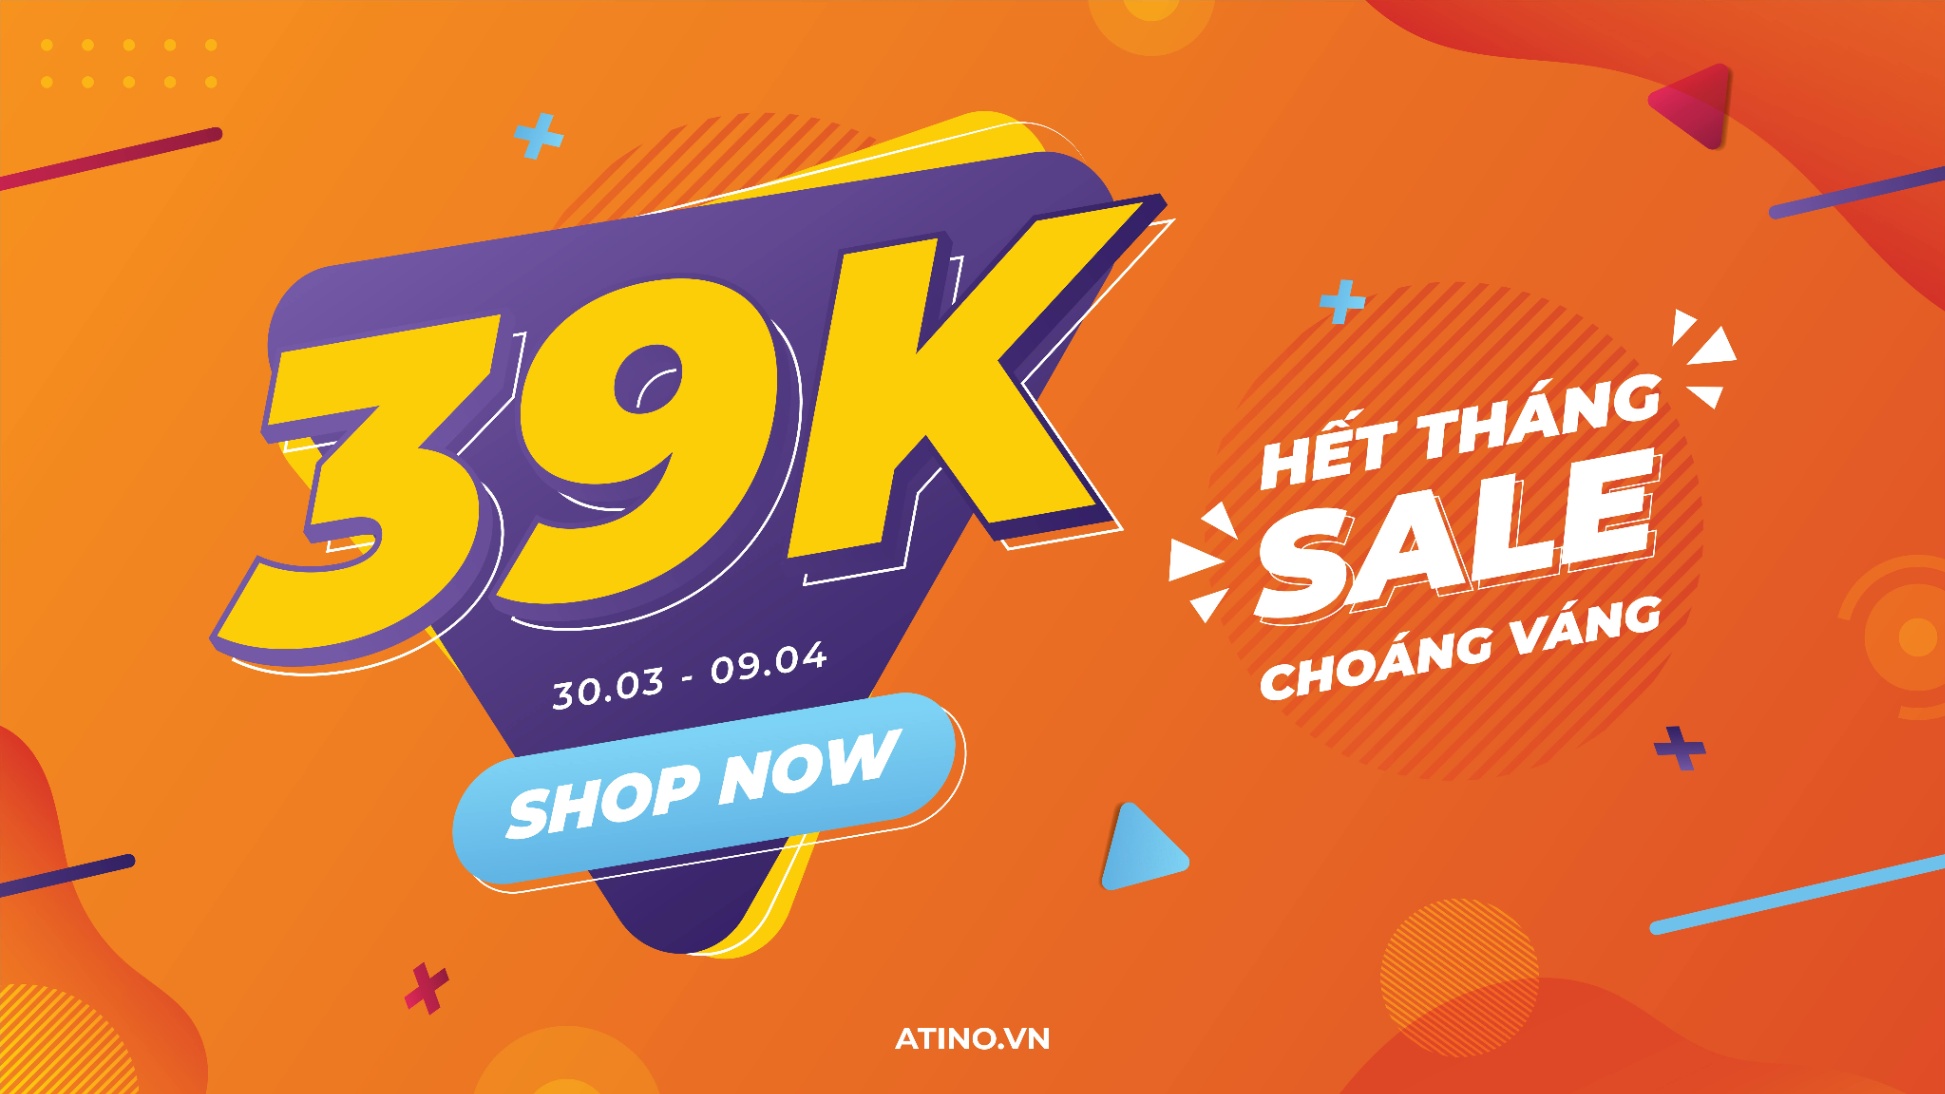 39K
30.03 - 09.04
SHOP NOW
HẾT THÁNG
SALE
CHOÁNG VÁNG
ATINO.VN